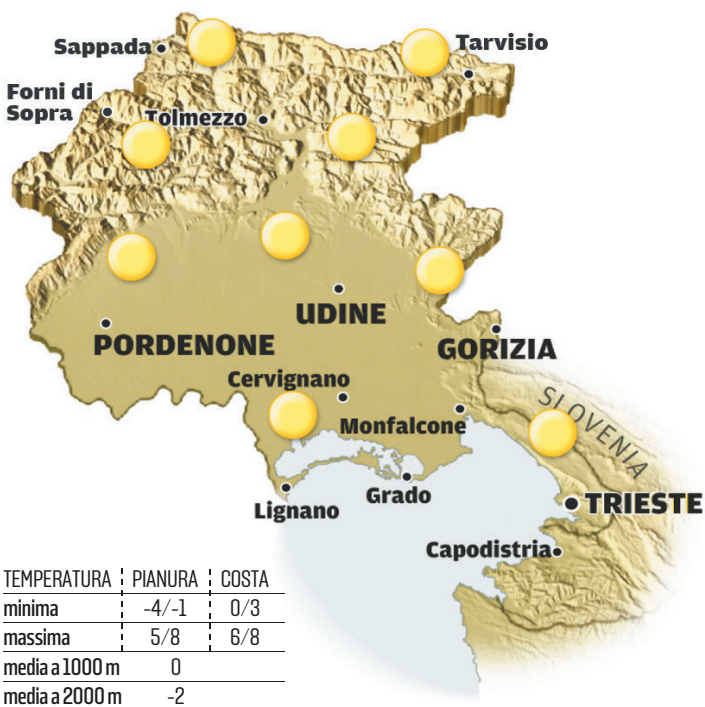 Sappada
Tarvisio
Forni di
Sopra
Tolmezzo
UDINE
PORDENONE
GORIZIA
Cervignano
SLOVENIA
Monfalcone
Lignano
Grado
TRIESTE
Capodistria
TEMPERATURA PIANURA COSTA
minima -4/-1 0/3
massima 5/8 6/8
media a 1000 m 0
media a 2000 m -2